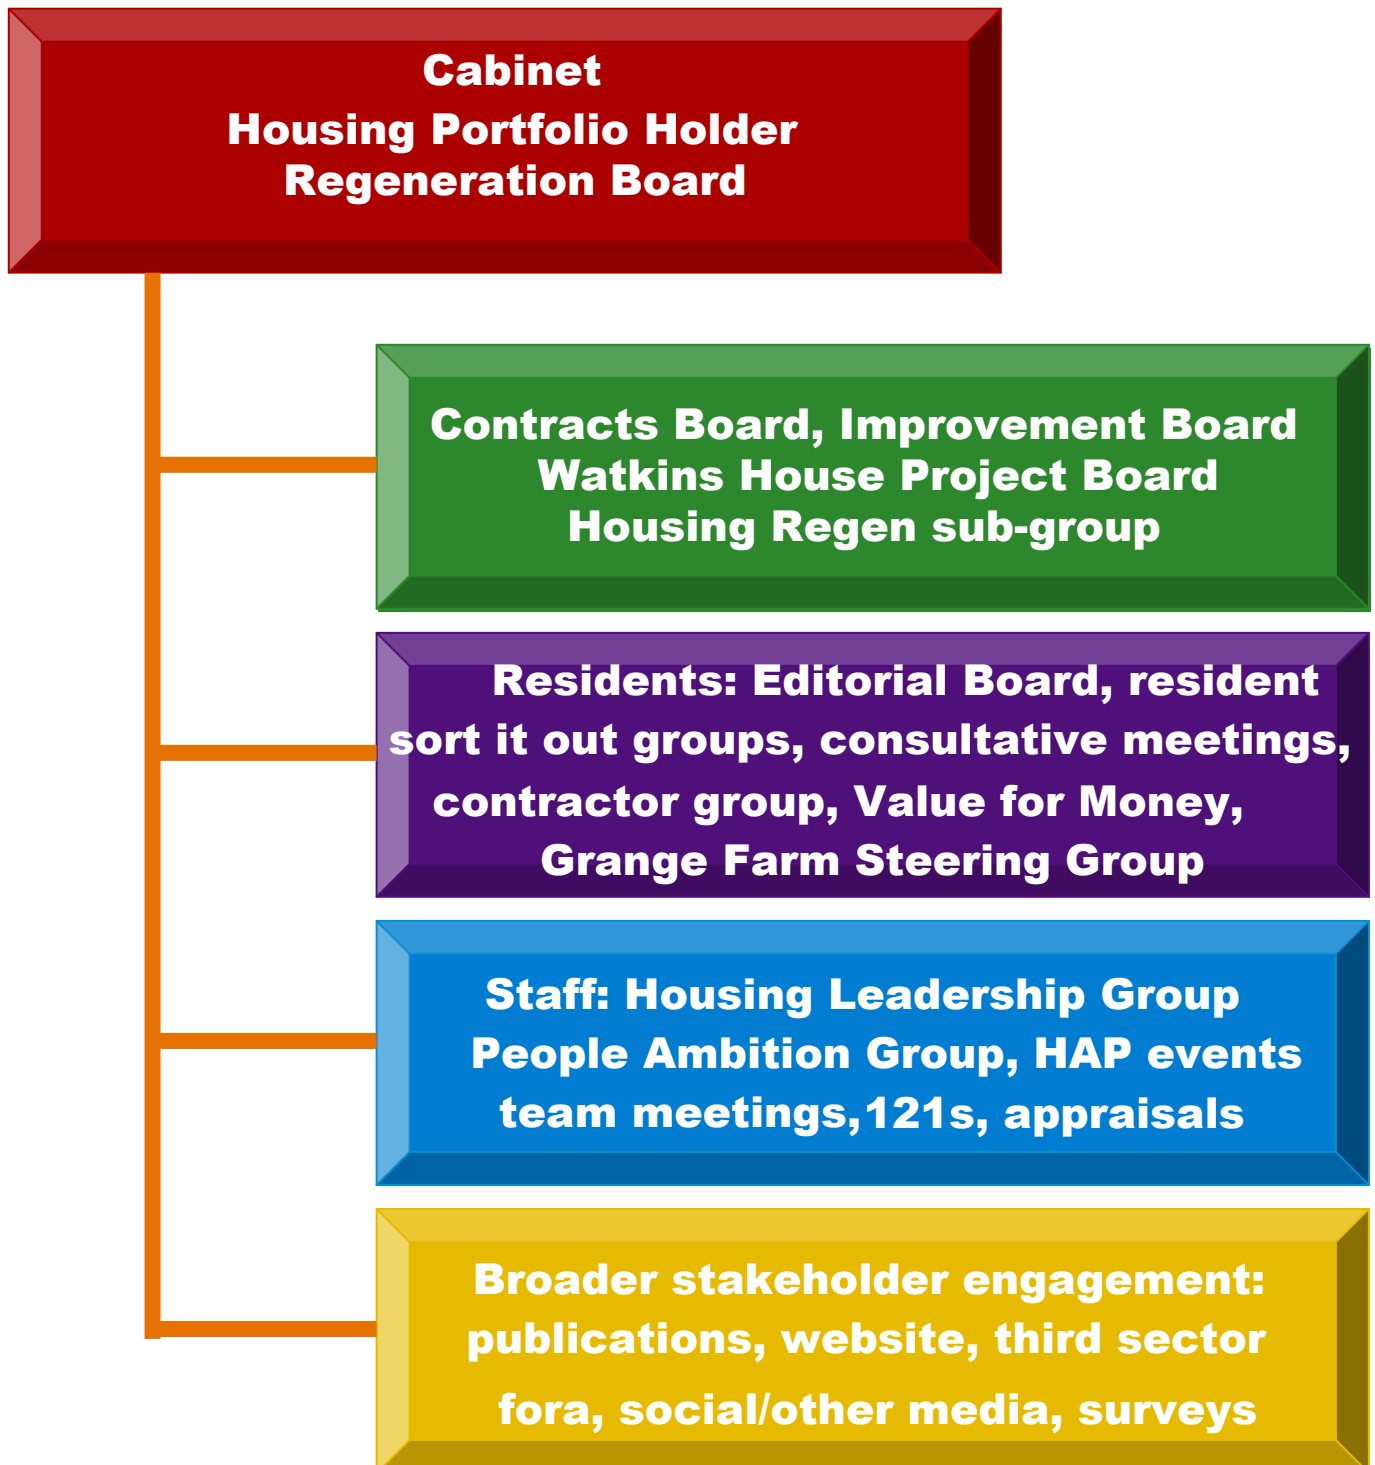 Cabinet
Housing Portfolio Holder
Regeneration Board
Contracts Board, Improvement Board
Watkins House Project Board
Housing Regen sub-group
Residents: Editorial Board, resident
sort it out groups, consultative meetings,
contractor group, Value for Money,
Grange Farm Steering Group
Staff: Housing Leadership Group
People Ambition Group, HAP events
team meetings,121s, appraisals
Broader stakeholder engagement:
publications, website, third sector
fora, social/other media, surveys